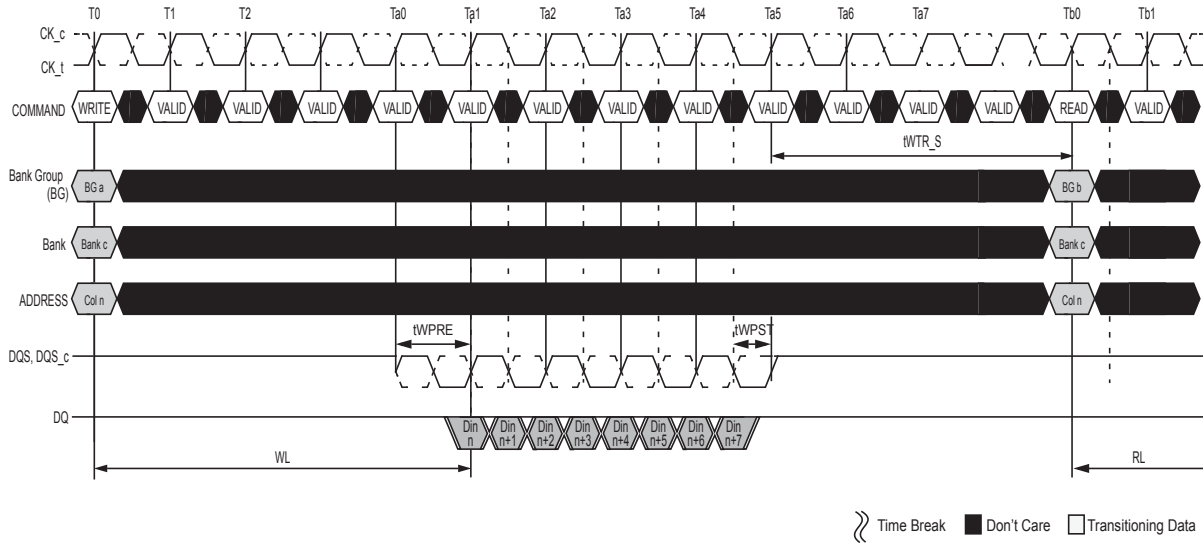 T0 T1 T2 Ta0 Ta1 Ta2 Ta3 Ta4 Ta5 Ta6 Ta7 Tb0 Tb1
CK_c
CK_t
COMMAND WRITE VALID VALID VALID VALID VALID VALID VALID VALID VALID VALID VALID VALID READ VALID
tWTR_S
Bank Group
(BG)
BG a BG b
Bank Bank c Bank c
ADDRESS Col n Col n
tWPRE tWPST
DQS, DQS_c
DQ
Din Din Din Din Din Din Din Din
n n+1 n+2 n+3 n+4 n+5 n+6 n+7
WL RL
Time Break Don't Care Transitioning Data